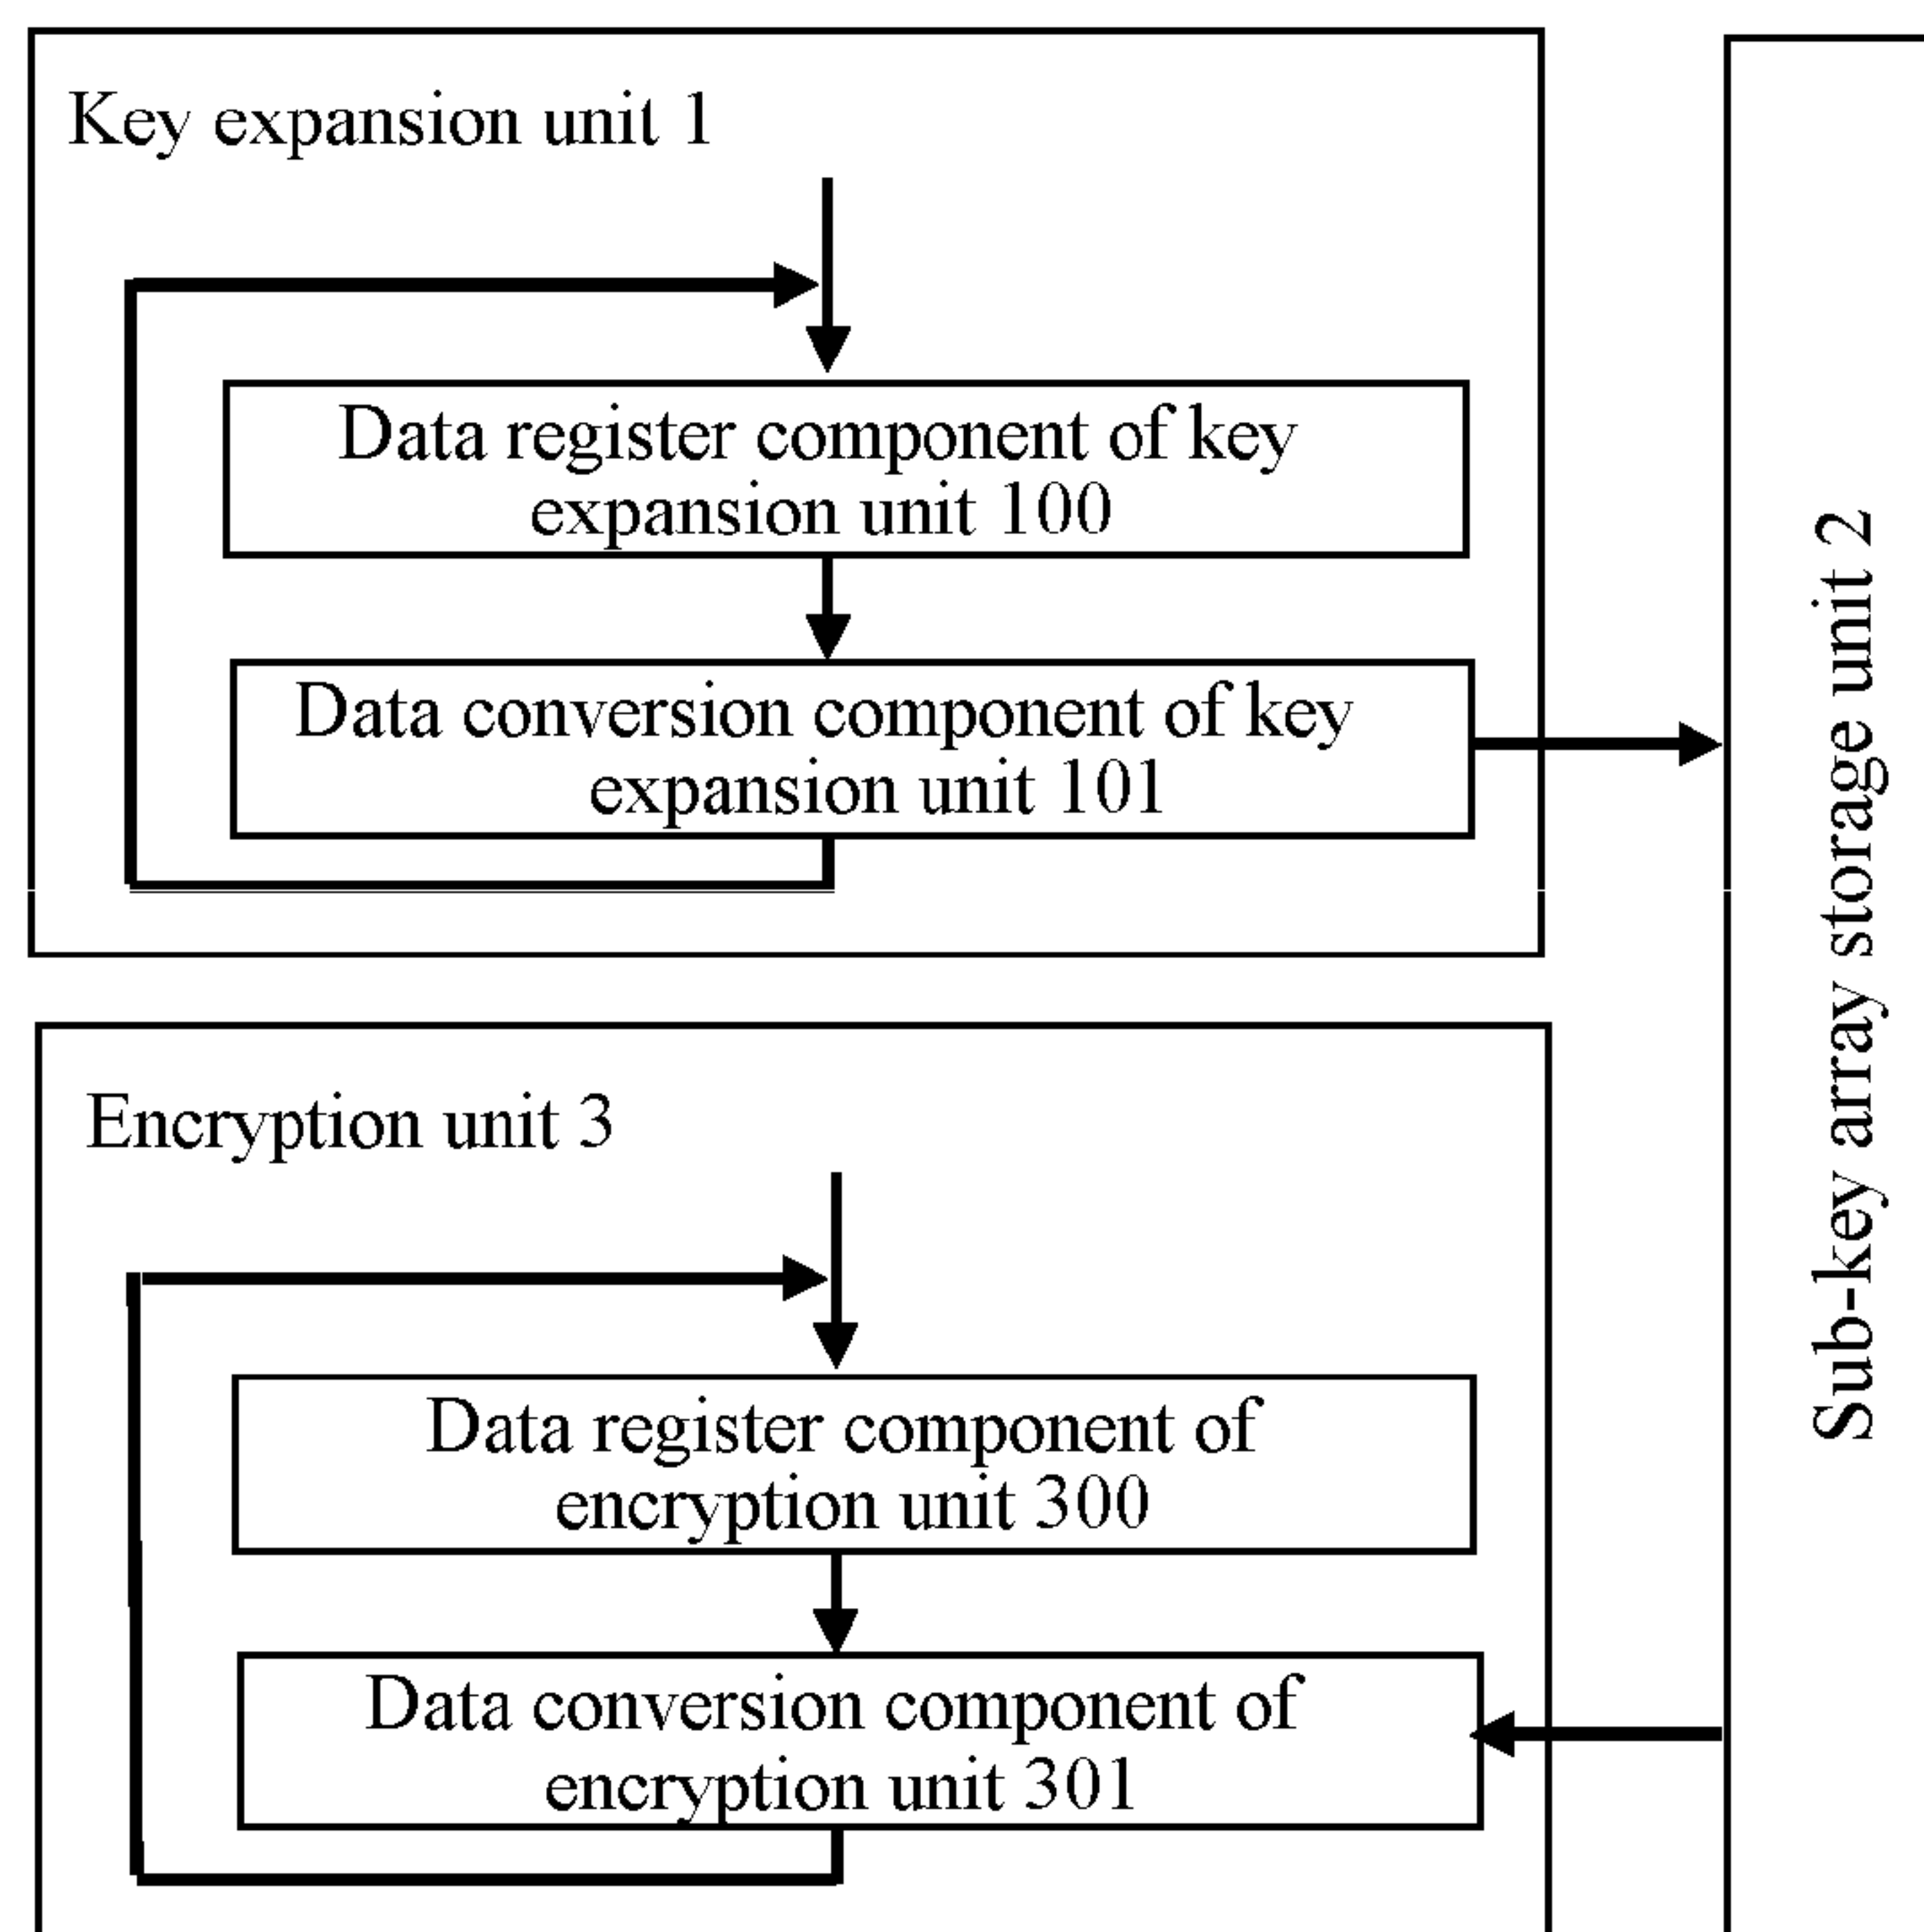 Key expansion unit 1
Data register component of key
expansion unit 100
Data conversion component of key
expansion unit 101
Sub-key array storage unit 2
Encryption unit 3
Data register component of
encryption unit 300
Data conversion component of
encryption unit 301